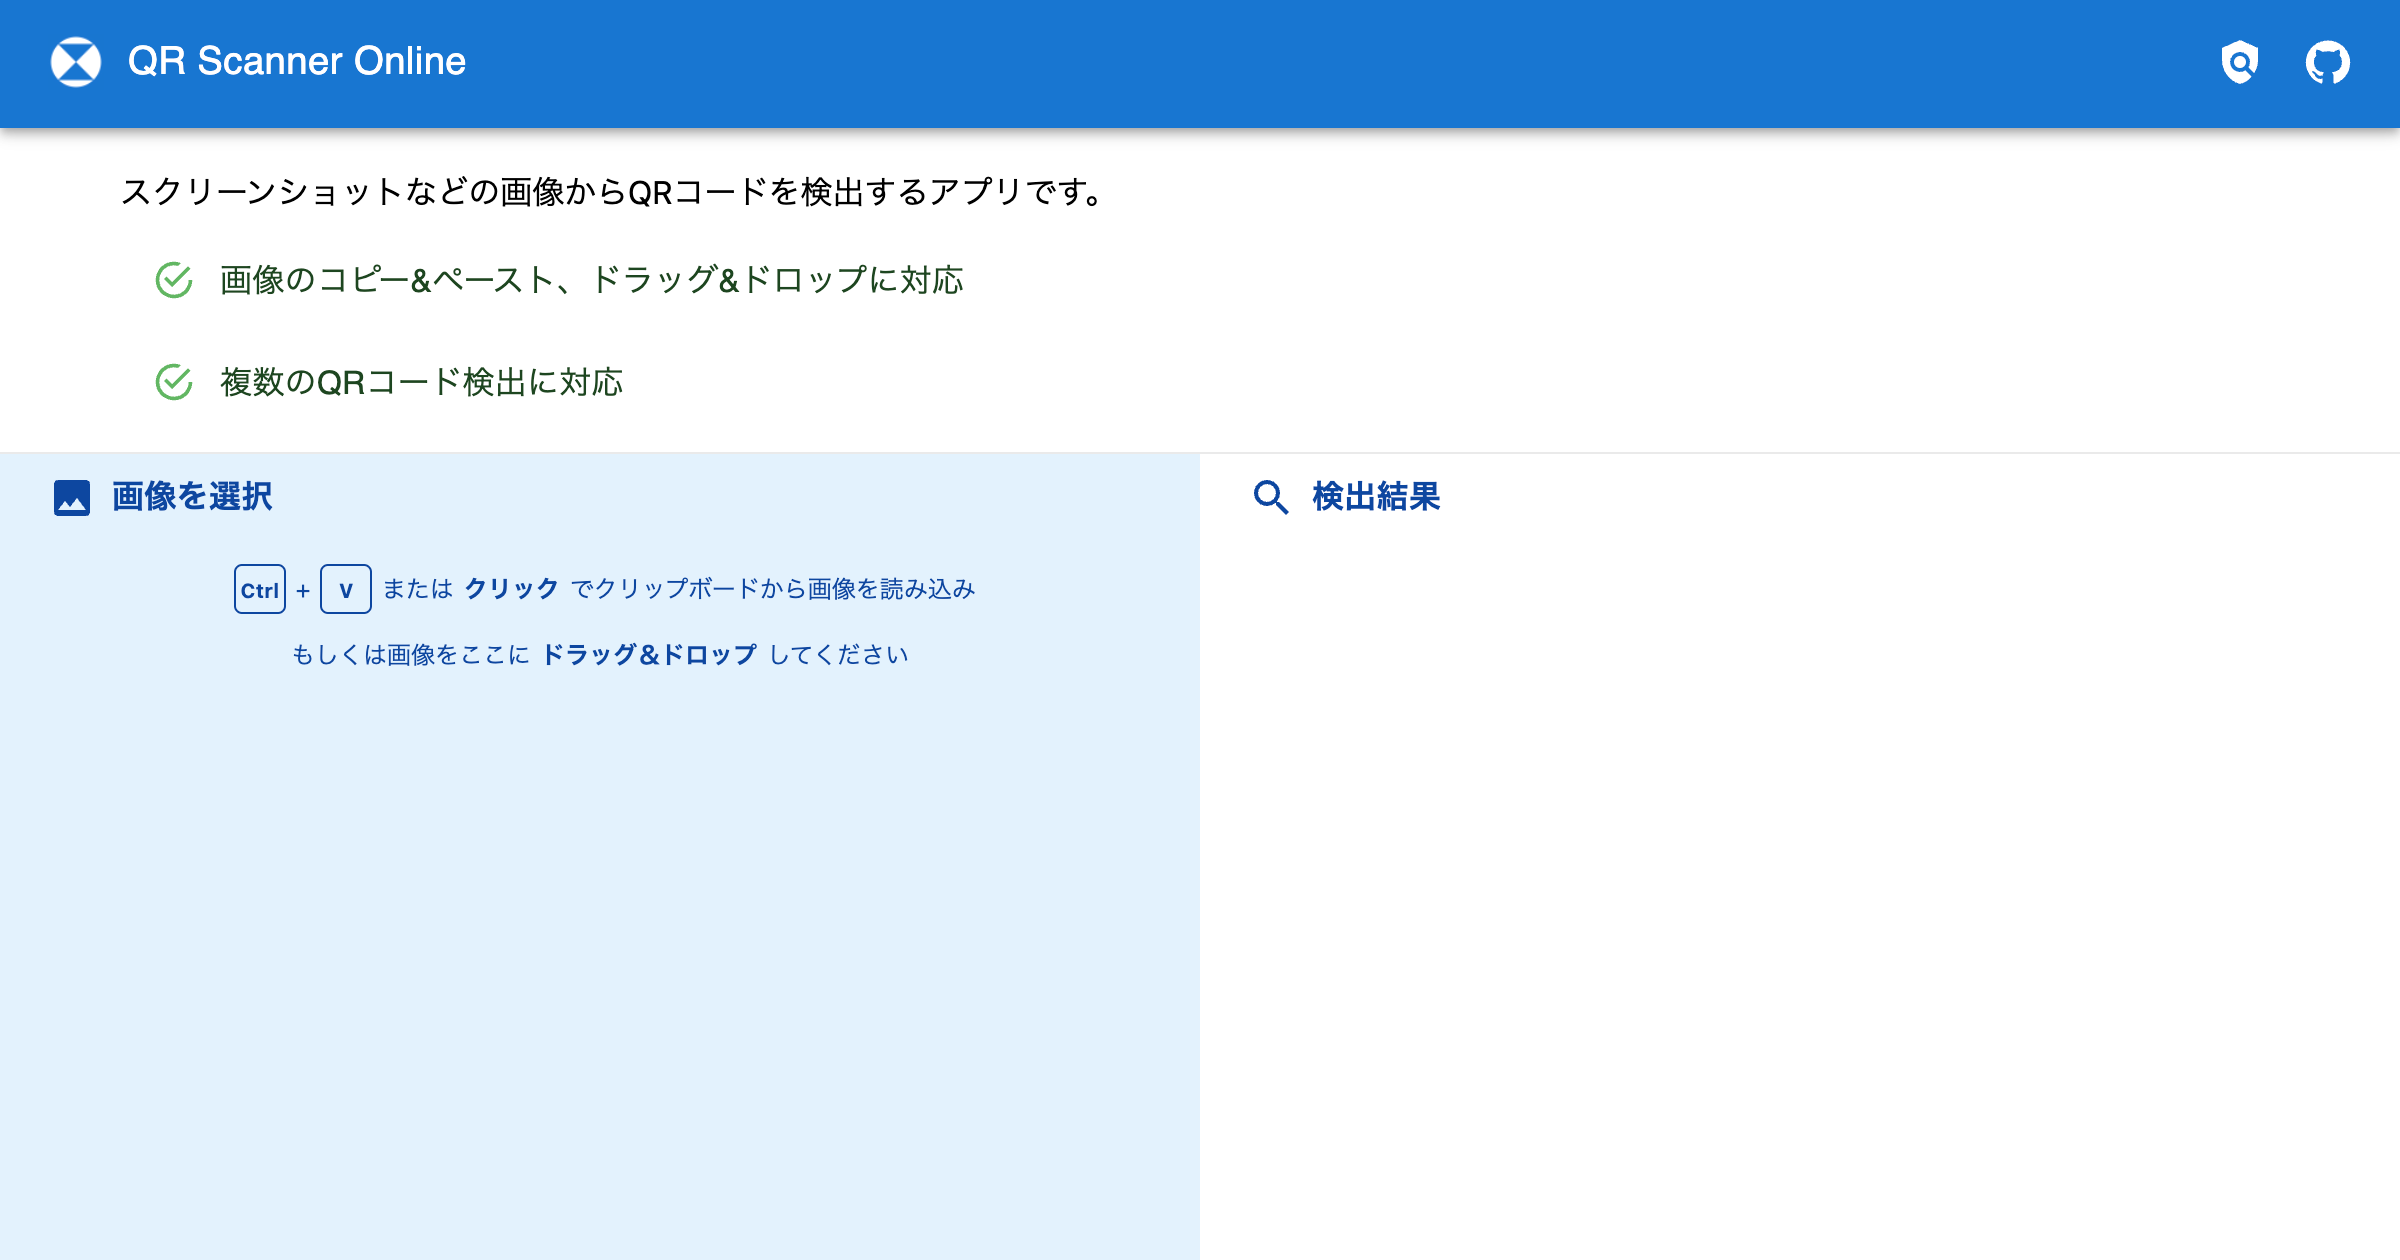 QR Scanner Online
スクリーンショットなどの画像からQRコードを検出するアプリです。
画像のコピー&ペースト、ドラッグ&ドロップに対応
複数のQRコード検出に対応
画像を選択
Ctrl + V または クリック でクリップボードから画像を読み込み
もしくは画像をここに ドラッグ&ドロップ してください
検出結果